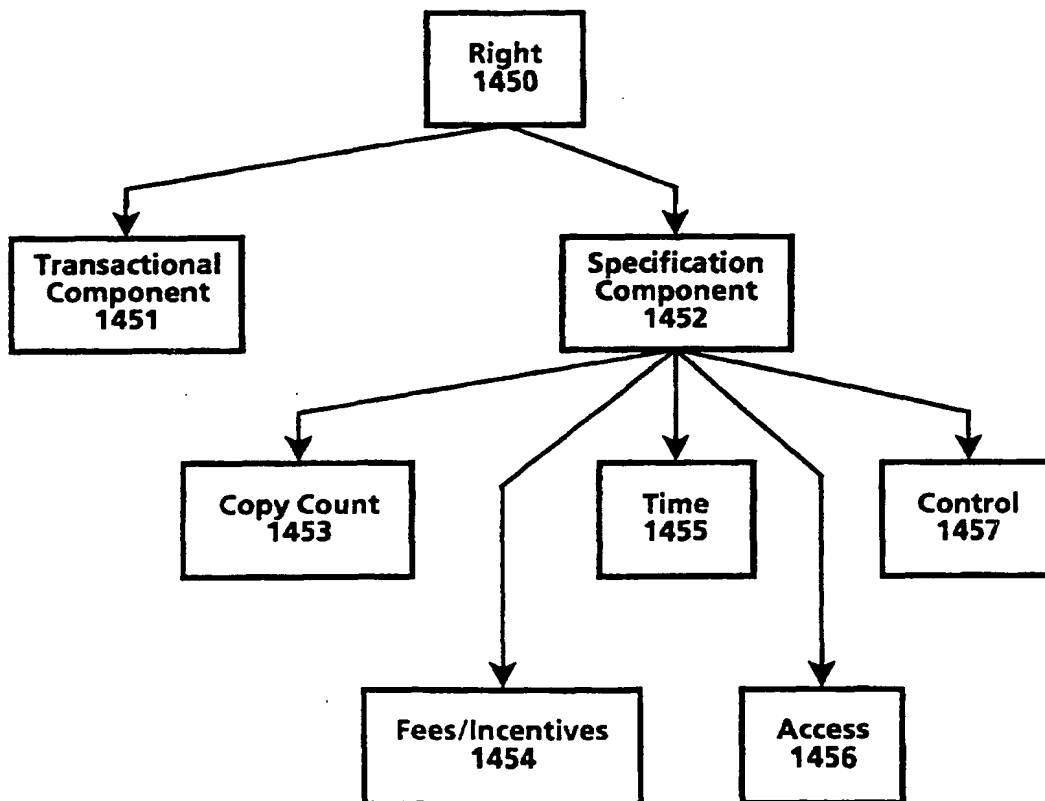 Right
1450
Transactional
Component
1451
Specification
Component
1452
Copy Count
1453
Time
1455
Control
1457
Fees/Incentives
1454
Access
1456